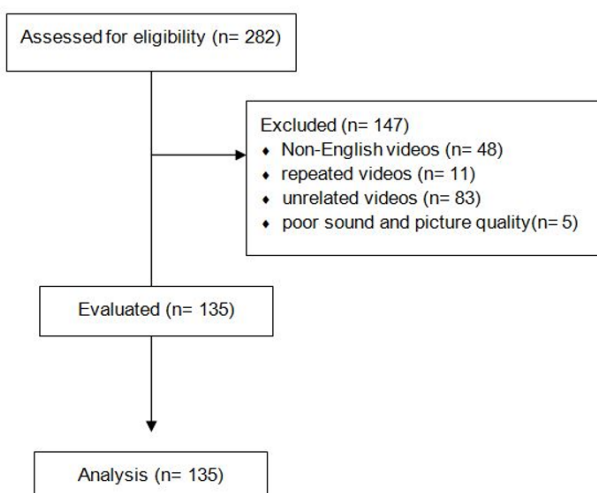 Assessed for eligibility (n= 282)
Excluded (n= 147)
♦ Non-English videos (n= 48)
♦ repeated videos (n= 11)
♦ unrelated videos (n= 83)
♦ poor sound and picture quality(n= 5)
Evaluated (n= 135)
Analysis (n= 135)